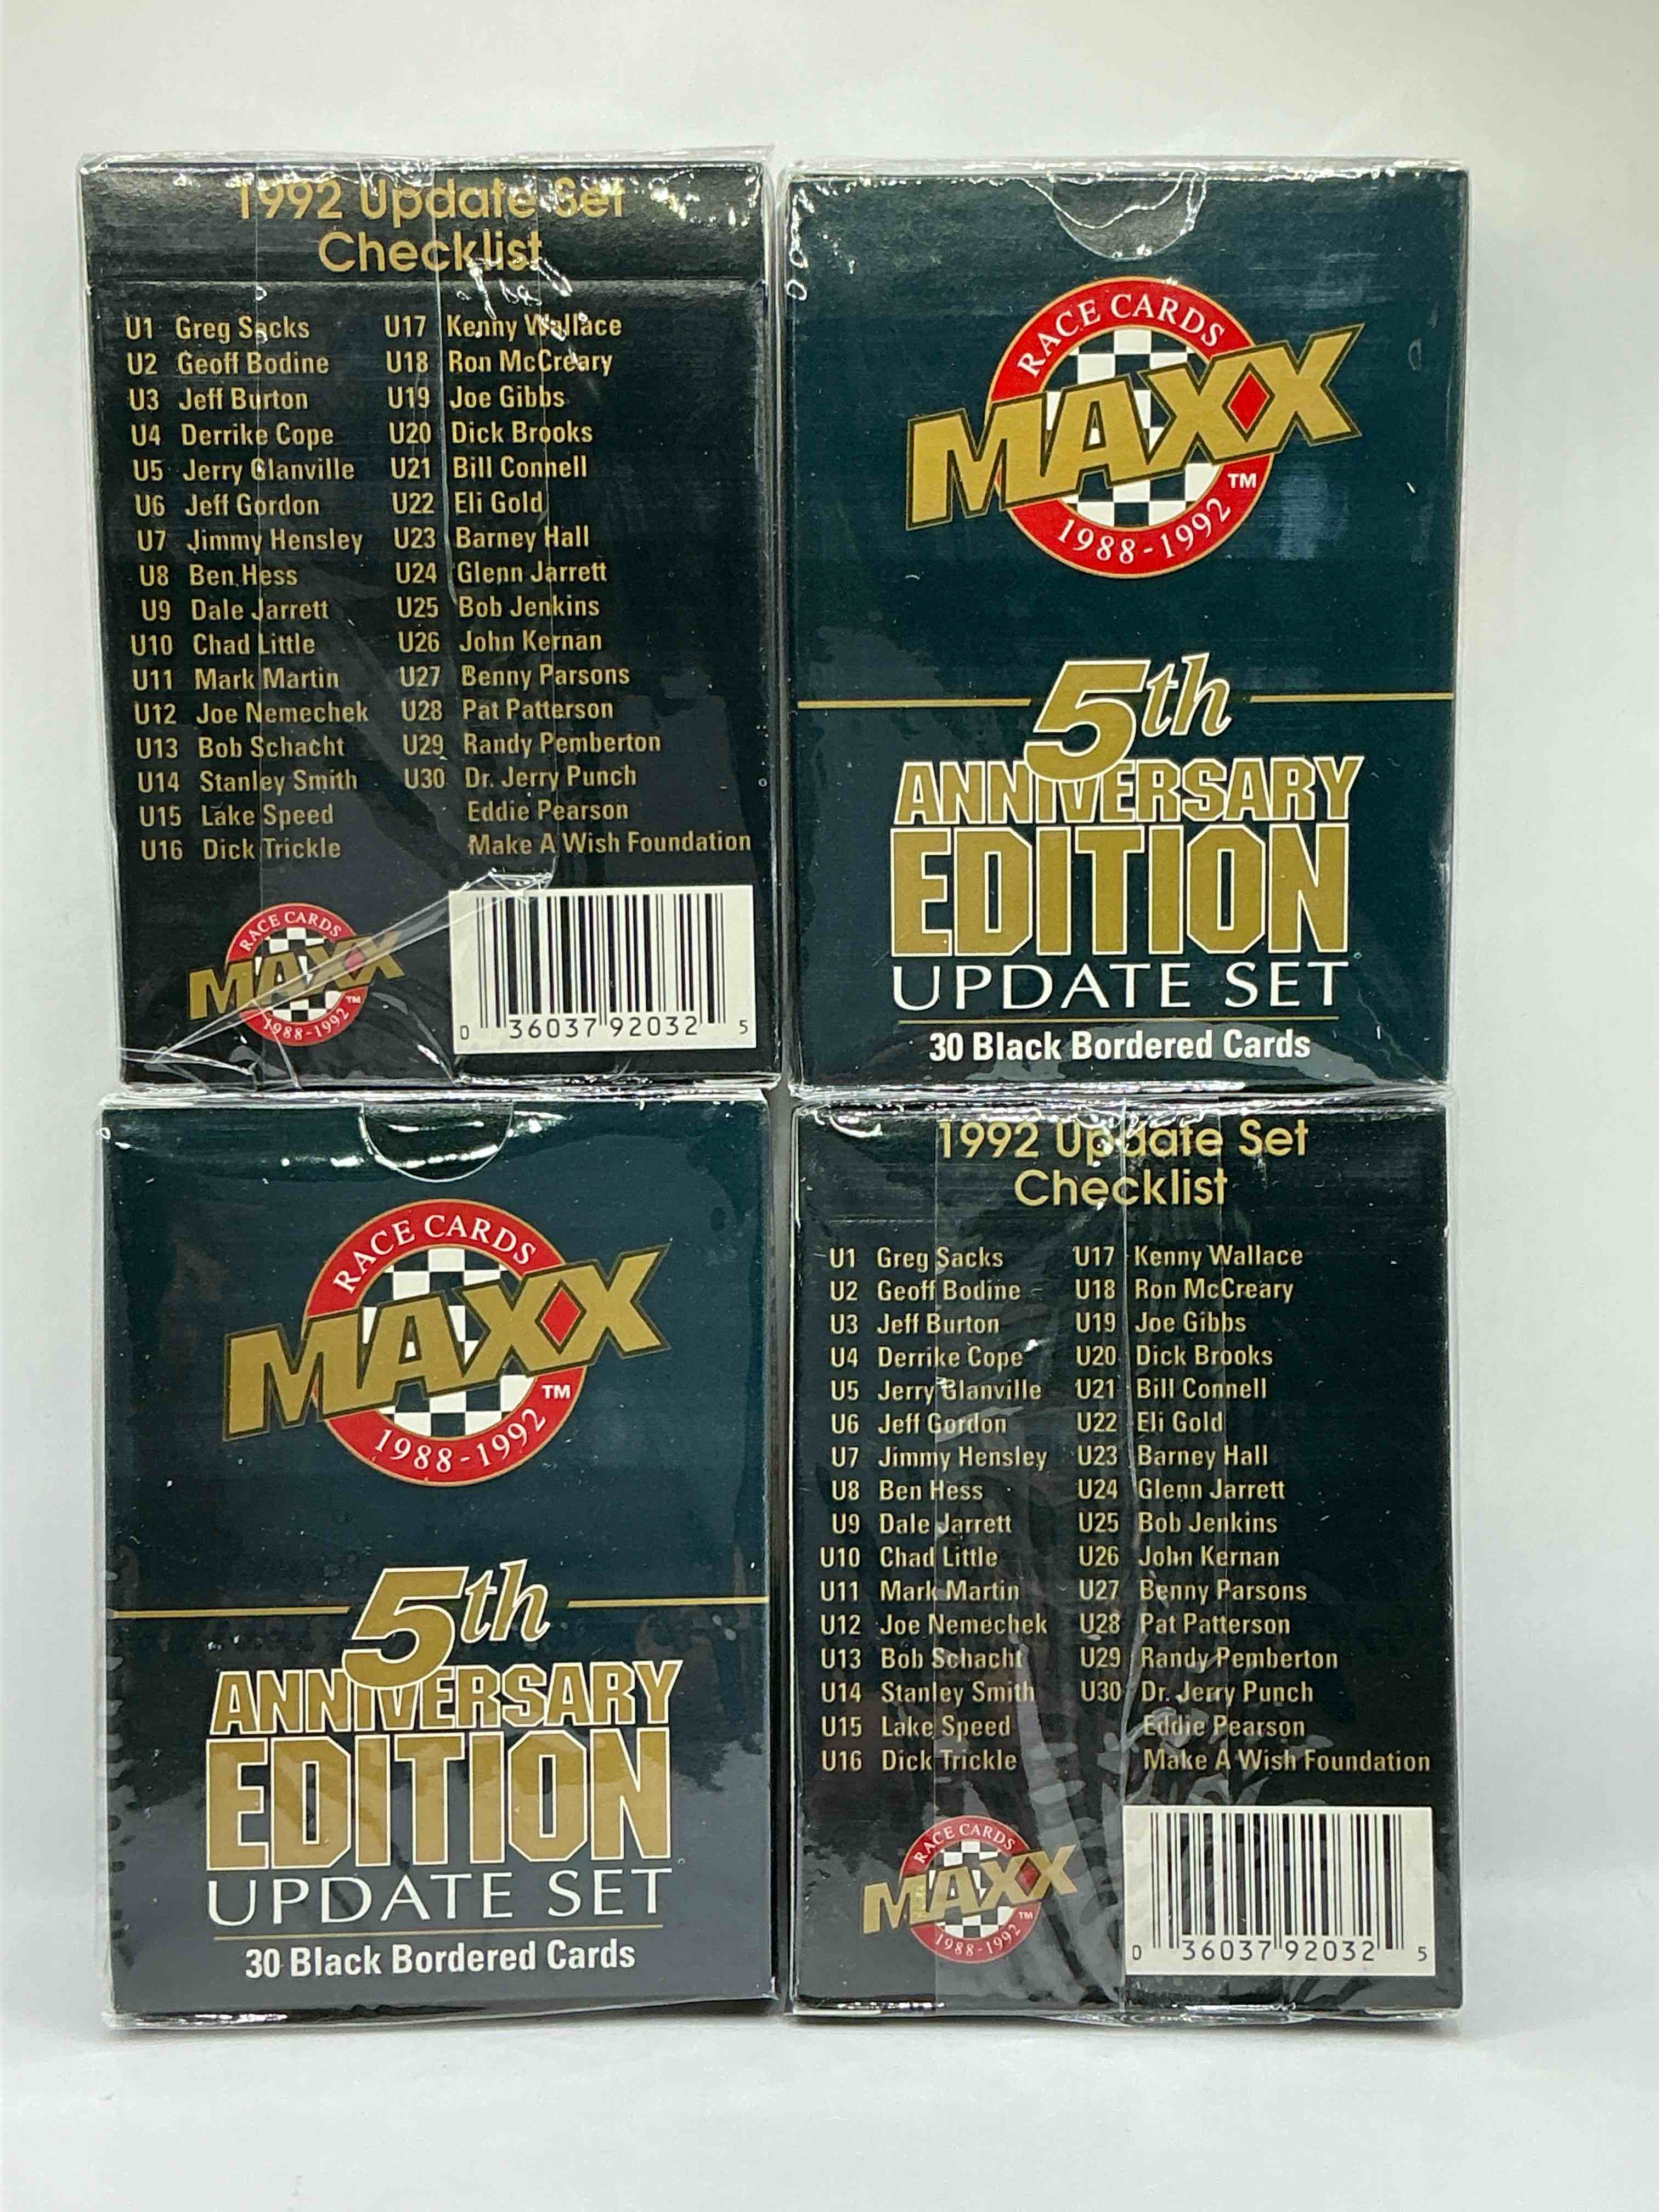 1992 Update Set
Checklist
U1 Greg Sacks
U2 Geoff Bodine
U3 Jeff Burton
U4 Derrike Cope
U5 Jerry Glanville
U6 Jeff Gordon
U7 Jimmy Hensley
U8 Ben Hess
U9 Dale Jarrett
U10 Chad Little
U11 Mark Martin
U12 Joe Nemechek
U13 Bob Schacht
U14 Stanley Smith
U15 Lake Speed
U16 Dick Trickle
U17 Kenny Wallace
U18 Ron McCreary
U19 Joe Gibbs
U20 Dick Brooks
U21 Bill Connell
U22 Eli Gold
U23 Barney Hall
U24 Glenn Jarrett
U25 Bob Jenkins
U26 John Kernan
U27 Benny Parsons
U28 Pat Patterson
U29 Randy Pemberton
U30 Dr. Jerry Punch
Eddie Pearson
Make A Wish Foundation
RACE CARDS
MAXX
TM
1988-1992
0 36037 92032 5
RACE CARDS
MAXX
TM
1988-1992
5th
ANNIVERSARY
EDITION
UPDATE SET
30 Black Bordered Cards
RACE CARDS
MAXX
TM
1988-1992
5th
ANNIVERSARY
EDITION
UPDATE SET
30 Black Bordered Cards
1992 Update Set
Checklist
U1 Greg Sacks
U2 Geoff Bodine
U3 Jeff Burton
U4 Derrike Cope
U5 Jerry Glanville
U6 Jeff Gordon
U7 Jimmy Hensley
U8 Ben Hess
U9 Dale Jarrett
U10 Chad Little
U11 Mark Martin
U12 Joe Nemechek
U13 Bob Schacht
U14 Stanley Smith
U15 Lake Speed
U16 Dick Trickle
U17 Kenny Wallace
U18 Ron McCreary
U19 Joe Gibbs
U20 Dick Brooks
U21 Bill Connell
U22 Eli Gold
U23 Barney Hall
U24 Glenn Jarrett
U25 Bob Jenkins
U26 John Kernan
U27 Benny Parsons
U28 Pat Patterson
U29 Randy Pemberton
U30 Dr. Jerry Punch
Eddie Pearson
Make A Wish Foundation
RACE CARDS
MAXX
TM
1988-1992
0 36037 92032 5